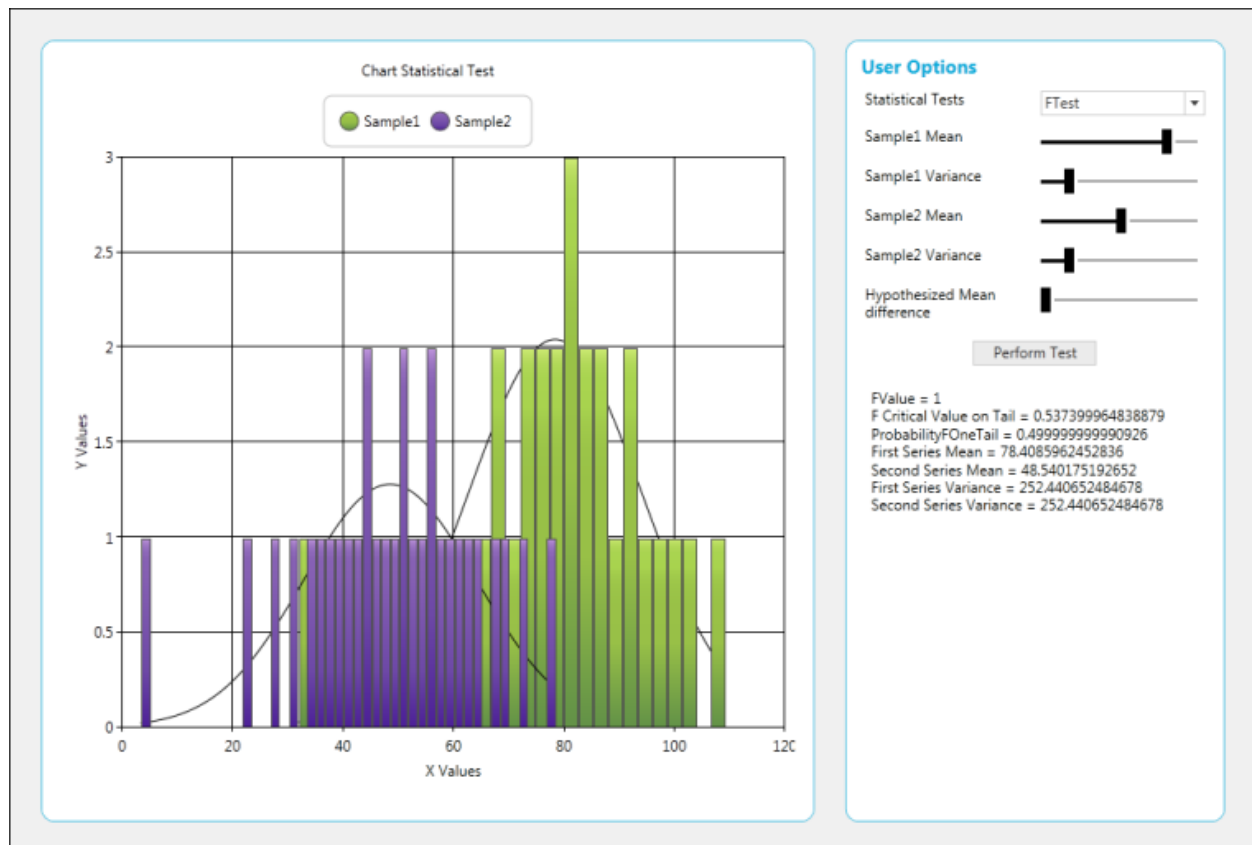 Chart Statistical Test
Sample1 Sample2
3
2.5
2
1.5
1
0.5
0
Y Values
0 20 40 60 80 100 120
X Values
User Options
Statistical Tests FTest
Sample1 Mean
Sample1 Variance
Sample2 Mean
Sample2 Variance
Hypothesized Mean
difference
Perform Test
FValue = 1
F Critical Value on Tail = 0.537399964838879
ProbabilityFOneTail = 0.499999999990926
First Series Mean = 78.4085962452836
Second Series Mean = 48.540175192652
First Series Variance = 252.440652484678
Second Series Variance = 252.440652484678